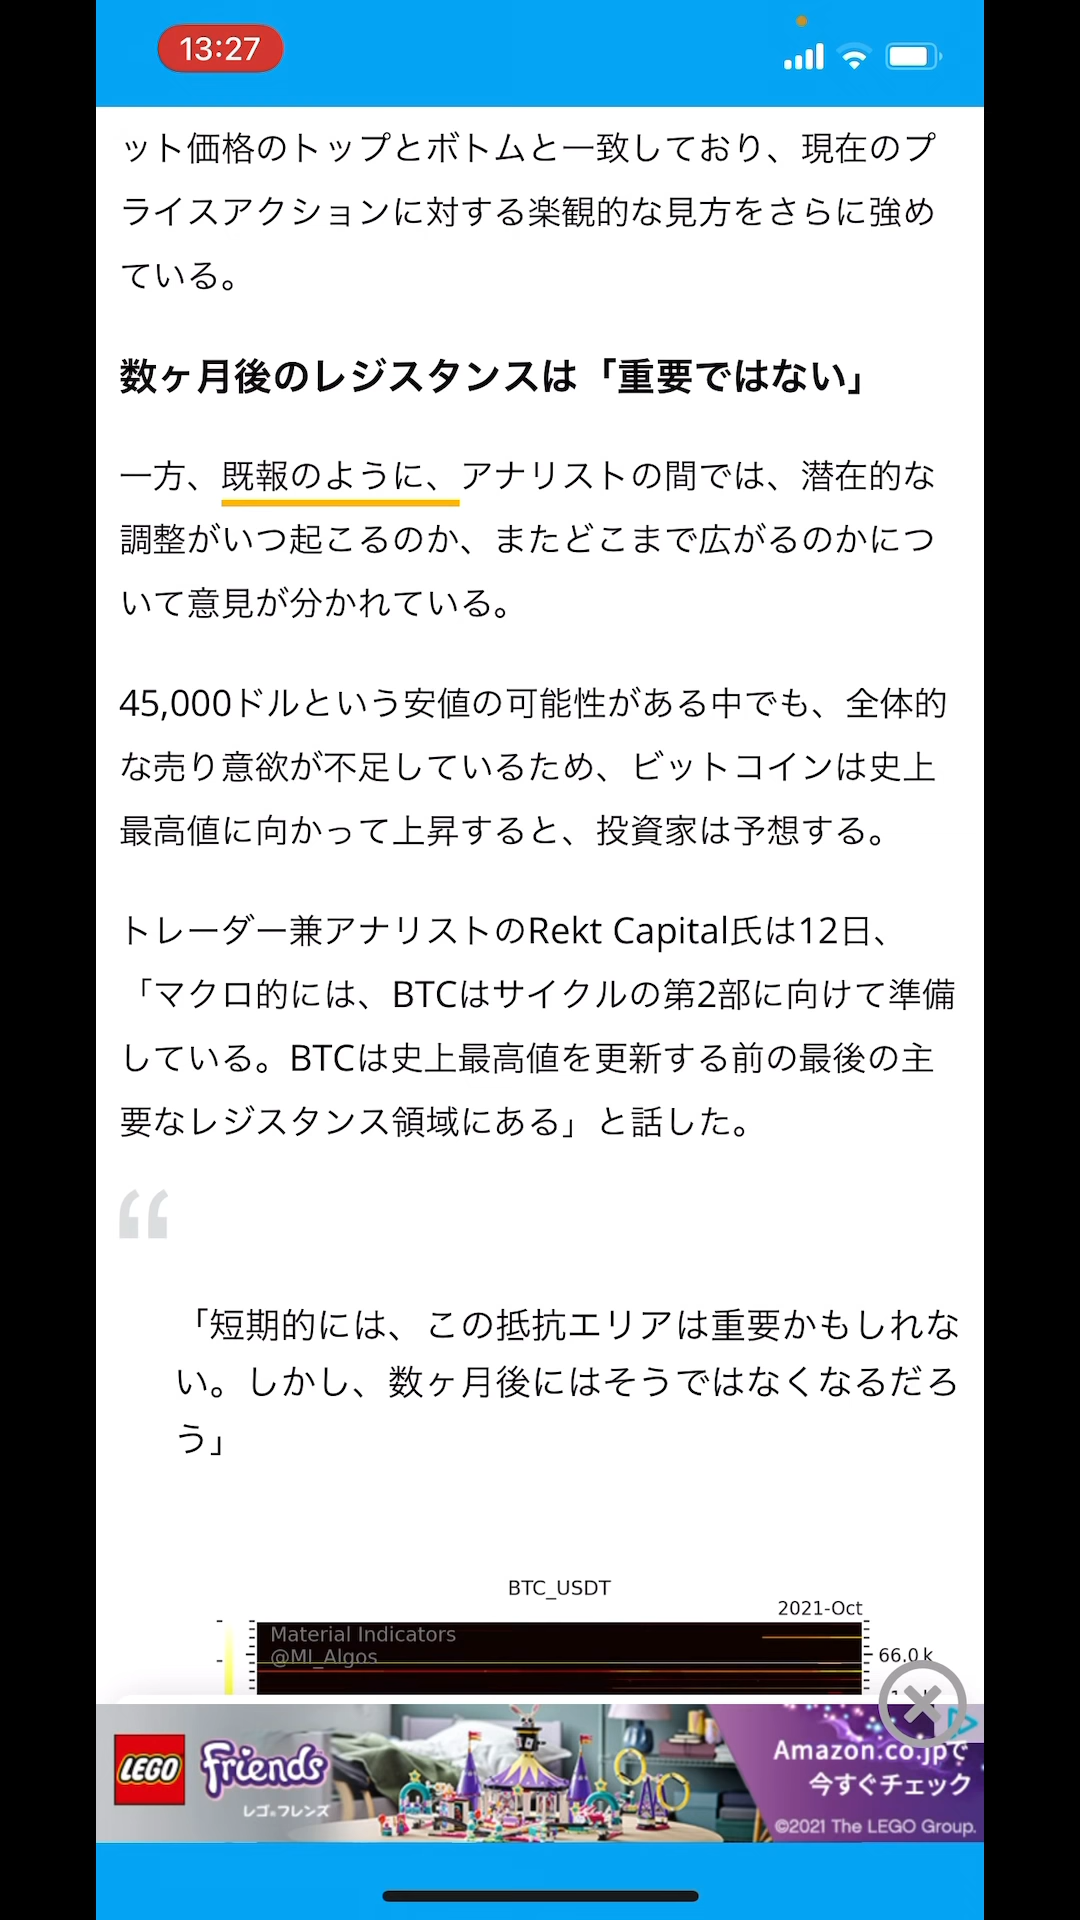 13:27
ット価格のトップとボトムと一致しており、現在のプ
ライスアクションに対する楽観的な見方をさらに強め
ている。
数ヶ月後のレジスタンスは「重要ではない」
一方、既報のように、アナリストの間では、潜在的な
調整がいつ起こるのか、またどこまで広がるのかにつ
いて意見が分かれている。
45,000ドルという安値の可能性がある中でも、全体的
な売り意欲が不足しているため、ビットコインは史上
最高値に向かって上昇すると、投資家は予想する。
トレーダー兼アナリストのRekt Capital氏は12日、
「マクロ的には、BTCはサイクルの第2部に向けて準備
している。BTCは史上最高値を更新する前の最後の主
要なレジスタンス領域にある」と話した。
“
「短期的には、この抵抗エリアは重要かもしれな
い。しかし、数ヶ月後にはそうではなくなるだろ
う」
BTC_USDT
2021-Oct
Material Indicators
@MI_Algos
66.0 k
LEGO Friends
レゴ®フレンズ
Amazon.co.jpで
今すぐチェック
©2021 The LEGO Group.